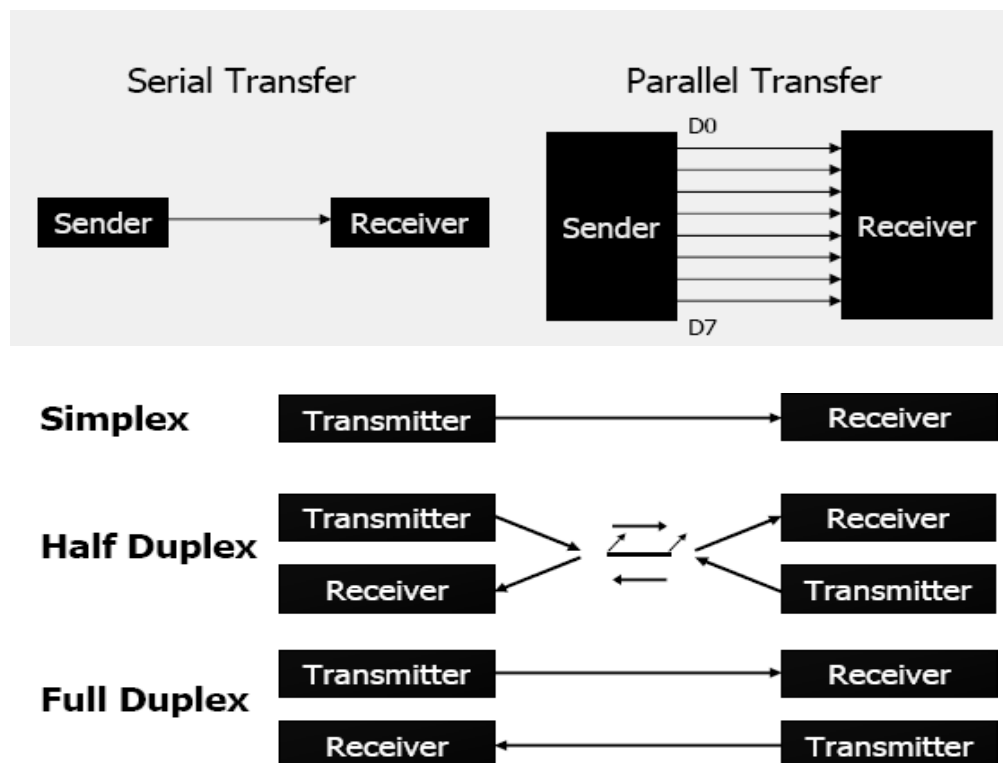 Serial Transfer
Sender
Receiver
Parallel Transfer
D0
Sender
Receiver
D7
Simplex
Transmitter
Receiver
Half Duplex
Transmitter
Receiver
Receiver
Transmitter
Full Duplex
Transmitter
Receiver
Receiver
Transmitter